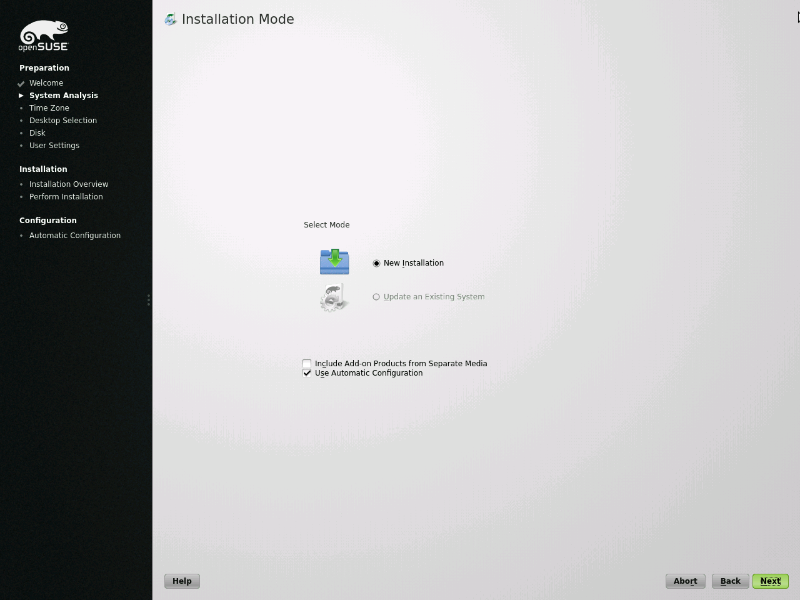 openSUSE
Preparation
Welcome
System Analysis
Time Zone
Desktop Selection
Disk
User Settings
Installation
Installation Overview
Perform Installation
Configuration
Automatic Configuration
Installation Mode
Select Mode
New Installation
Update an Existing System
Include Add-on Products from Separate Media
Use Automatic Configuration
Help
Abort
Back
Next